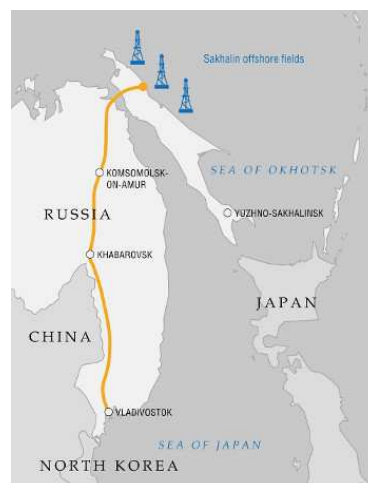 Sakhalin offshore fields
SEA OF OKHOTSK
KOMSOMOLSK-
ON-AMUR
RUSSIA
YUZHNO-SAKHALINSK
KHABAROVSK
JAPAN
CHINA
VLADIVOSTOK
SEA OF JAPAN
NORTH KOREA